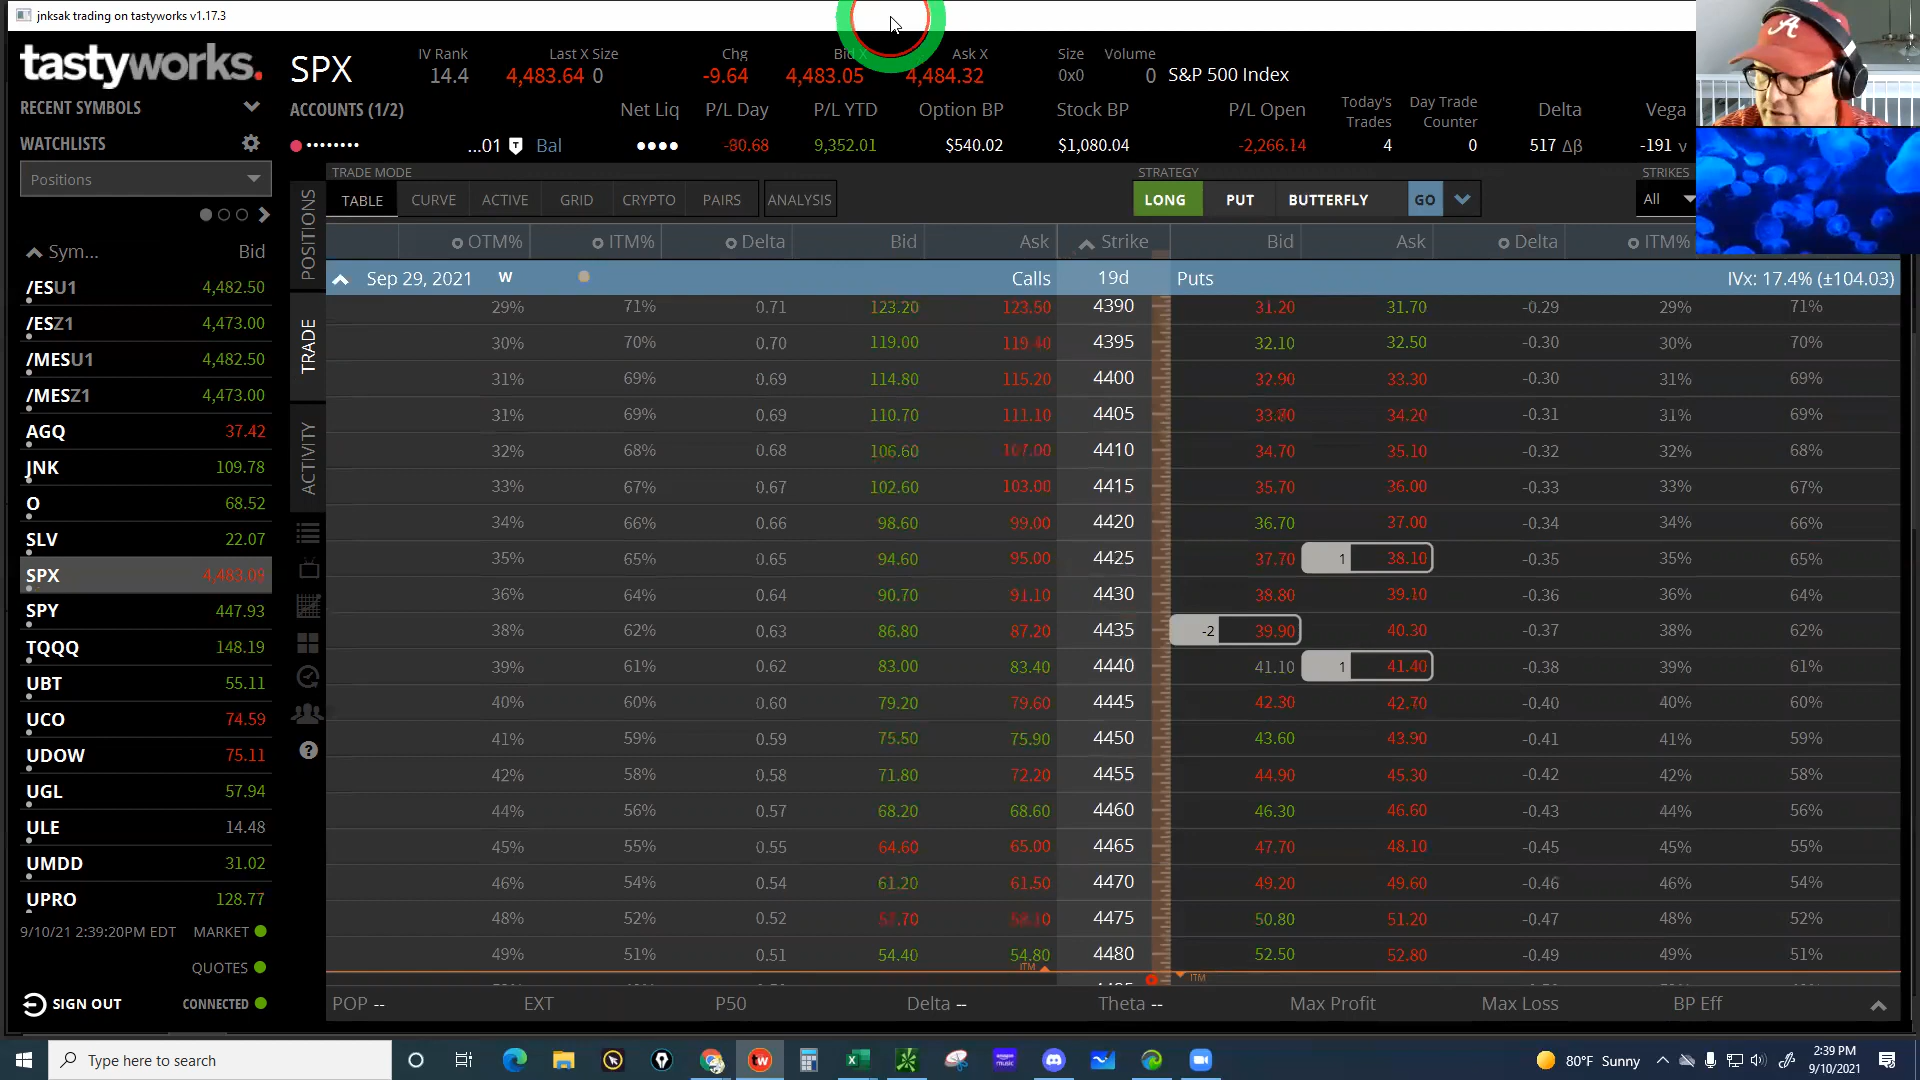 jnksak trading on tastyworks v1.17.3
tastyworks.
RECENT SYMBOLS
WATCHLISTS
Positions
Sym... Bid
/ESU1 4,482.50
/ESZ1 4,473.00
/MESU1 4,482.50
/MESZ1 4,473.00
AGQ 37.42
JNK 109.78
O 68.52
SLV 22.07
SPX 4,483.09
SPY 447.93
TQQQ 148.19
UBT 55.11
UCO 74.59
UDOW 75.11
UGL 57.94
ULE 14.48
UMDD 31.02
UPRO 128.77
9/10/21 2:39:20PM EDT MARKET
QUOTES
SIGN OUT CONNECTED
SPX IV Rank Last X Size Chg Bid X Ask X Size Volume
14.4 4,483.64 0 -9.64 4,483.05 4,484.32 0x0 0 S&P 500 Index
ACCOUNTS (1/2) Net Liq P/L Day P/L YTD Option BP Stock BP P/L Open Today's Trades Day Trade Counter Delta Vega
•••••••• ...01 T Bal •••• -80.68 9,352.01 $540.02 $1,080.04 -2,266.14 4 0 517 Δβ -191 v
TRADE MODE STRATEGY STRIKES
TABLE CURVE ACTIVE GRID CRYPTO PAIRS ANALYSIS LONG PUT BUTTERFLY GO All
POSITIONS
TRADE
ACTIVITY
OTM% ITM% Delta Bid Ask Strike Bid Ask Delta ITM%
Sep 29, 2021 W Calls 19d Puts IVx: 17.4% (±104.03)
29% 71% 0.71 123.20 123.50 4390 31.20 31.70 -0.29 29% 71%
30% 70% 0.70 119.00 119.40 4395 32.10 32.50 -0.30 30% 70%
31% 69% 0.69 114.80 115.20 4400 32.90 33.30 -0.30 31% 69%
31% 69% 0.69 110.70 111.10 4405 33.80 34.20 -0.31 31% 69%
32% 68% 0.68 106.60 107.00 4410 34.70 35.10 -0.32 32% 68%
33% 67% 0.67 102.60 103.00 4415 35.70 36.00 -0.33 33% 67%
34% 66% 0.66 98.60 99.00 4420 36.70 37.00 -0.34 34% 66%
35% 65% 0.65 94.60 95.00 4425 37.70 1 38.10 -0.35 35% 65%
36% 64% 0.64 90.70 91.10 4430 38.80 39.10 -0.36 36% 64%
38% 62% 0.63 86.80 87.20 4435 -2 39.90 40.30 -0.37 38% 62%
39% 61% 0.62 83.00 83.40 4440 41.10 1 41.40 -0.38 39% 61%
40% 60% 0.60 79.20 79.60 4445 42.30 42.70 -0.40 40% 60%
41% 59% 0.59 75.50 75.90 4450 43.60 43.90 -0.41 41% 59%
42% 58% 0.58 71.80 72.20 4455 44.90 45.30 -0.42 42% 58%
44% 56% 0.57 68.20 68.60 4460 46.30 46.60 -0.43 44% 56%
45% 55% 0.55 64.60 65.00 4465 47.70 48.10 -0.45 45% 55%
46% 54% 0.54 61.20 61.50 4470 49.20 49.60 -0.46 46% 54%
48% 52% 0.52 57.70 58.10 4475 50.80 51.20 -0.47 48% 52%
49% 51% 0.51 54.40 54.80 4480 52.50 52.80 -0.49 49% 51%
ITM ITM
POP -- EXT P50 Delta -- Theta -- Max Profit Max Loss BP Eff
Type here to search
80°F Sunny
2:39 PM
9/10/2021